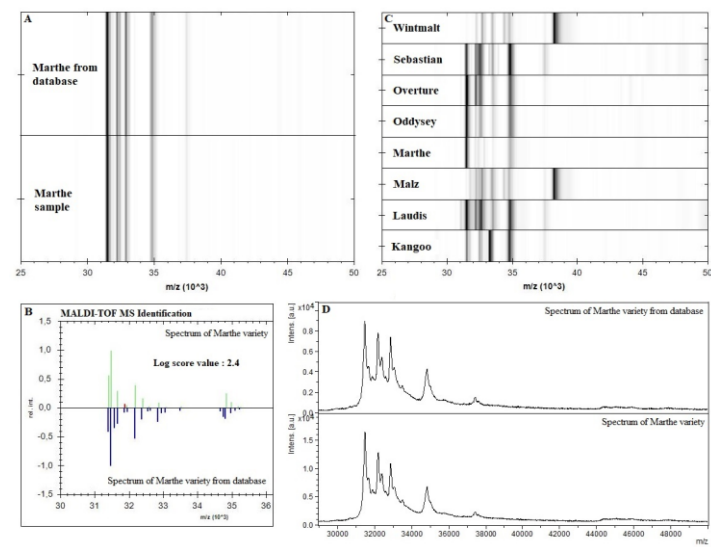 A
Marthe from
database
Marthe
sample
25 30 35 40 45 50
m/z (10^3)
C
Wintmalt
Sebastian
Overture
Oddysey
Marthe
Malz
Laudis
Kangoo
25 30 35 40 45 50
m/z (10^3)
B MALDI-TOF MS Identification
Spectrum of Marthe variety
Log score value : 2.4
Spectrum of Marthe variety from database
rel. int.
1,5
1,0
0,5
0,0
-0,5
-1,0
-1,5
30 31 32 33 34 35 36
m/z (10^3)
D
Spectrum of Marthe variety from database
Intens. [a.u.]
x10^4
0.8
0.6
0.4
0.2
0.0
Spectrum of Marthe variety
Intens. [a.u.]
x10^4
1.5
1.0
0.5
0.0
30000 32000 34000 36000 38000 40000 42000 44000 46000 48000
m/z